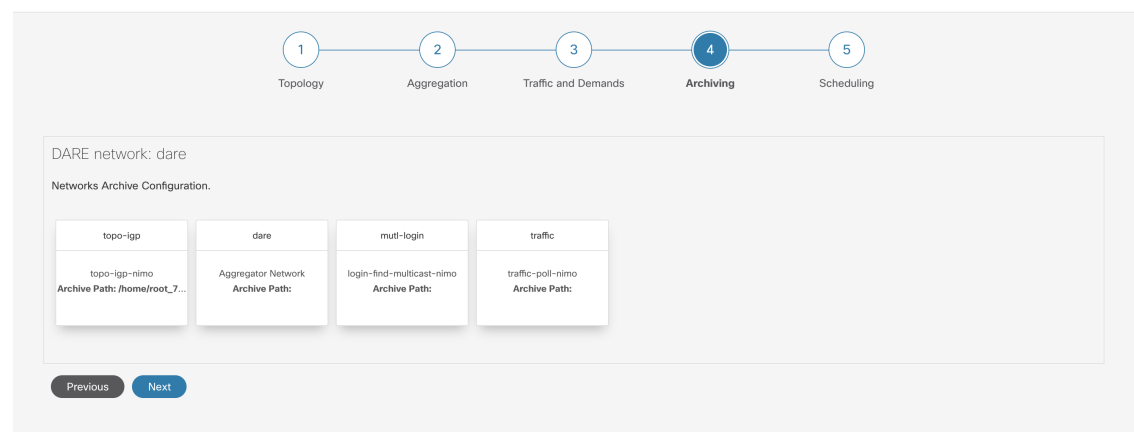 1 2 3 4 5
Topology Aggregation Traffic and Demands Archiving Scheduling
DARE network: dare
Networks Archive Configuration.
topo-igp dare mutl-login traffic
topo-igp-nimo Aggregator Network login-find-multicast-nimo traffic-poll-nimo
Archive Path: /home/root_7... Archive Path: Archive Path: Archive Path:
Previous Next